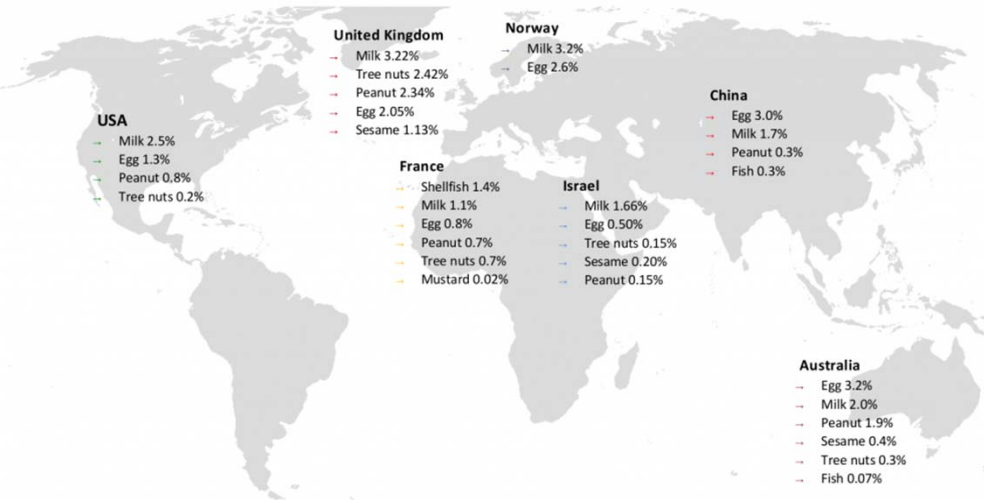 United Kingdom
→ Milk 3.22%
→ Tree nuts 2.42%
→ Peanut 2.34%
→ Egg 2.05%
→ Sesame 1.13%
Norway
→ Milk 3.2%
→ Egg 2.6%
China
→ Egg 3.0%
→ Milk 1.7%
→ Peanut 0.3%
→ Fish 0.3%
USA
→ Milk 2.5%
→ Egg 1.3%
→ Peanut 0.8%
→ Tree nuts 0.2%
France
→ Shellfish 1.4%
→ Milk 1.1%
→ Egg 0.8%
→ Peanut 0.7%
→ Tree nuts 0.7%
→ Mustard 0.02%
Israel
→ Milk 1.66%
→ Egg 0.50%
→ Tree nuts 0.15%
→ Sesame 0.20%
→ Peanut 0.15%
Australia
→ Egg 3.2%
→ Milk 2.0%
→ Peanut 1.9%
→ Sesame 0.4%
→ Tree nuts 0.3%
→ Fish 0.07%